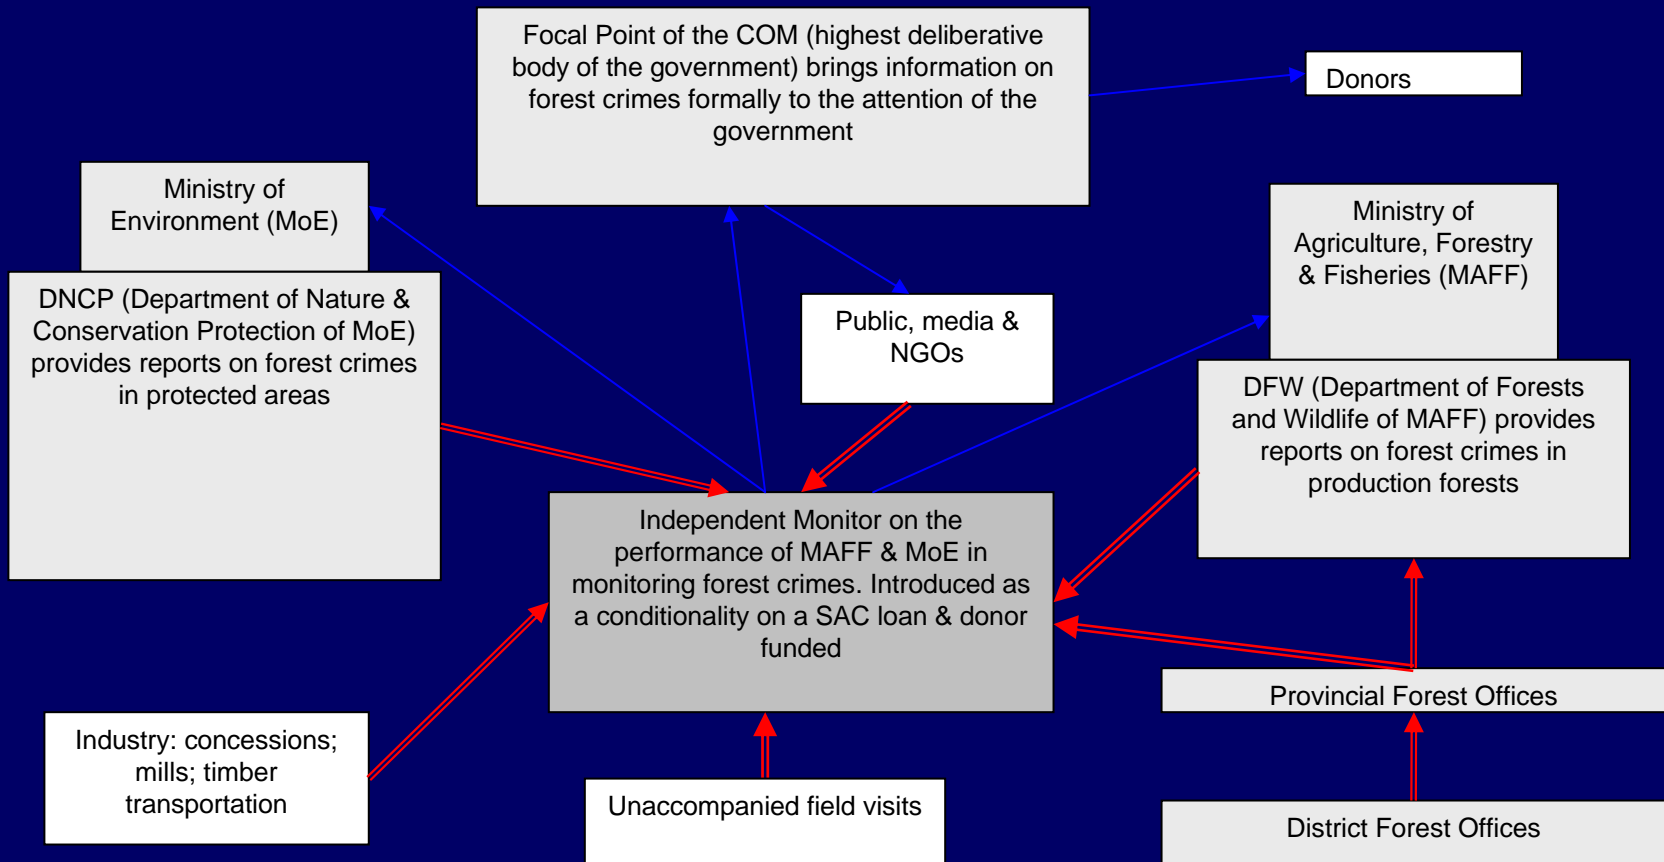 Focal Point of the COM (highest deliberative
body of the government) brings information on
forest crimes formally to the attention of the
government
Donors
Ministry of
Environment (MoE)
Ministry of
Agriculture, Forestry
& Fisheries (MAFF)
DNCP (Department of Nature &
Conservation Protection of MoE)
provides reports on forest crimes
in protected areas
Public, media &
NGOs
DFW (Department of Forests
and Wildlife of MAFF) provides
reports on forest crimes in
production forests
Independent Monitor on the
performance of MAFF & MoE in
monitoring forest crimes. Introduced as
a conditionality on a SAC loan & donor
funded
Provincial Forest Offices
Industry: concessions;
mills; timber
transportation
Unaccompanied field visits
District Forest Offices